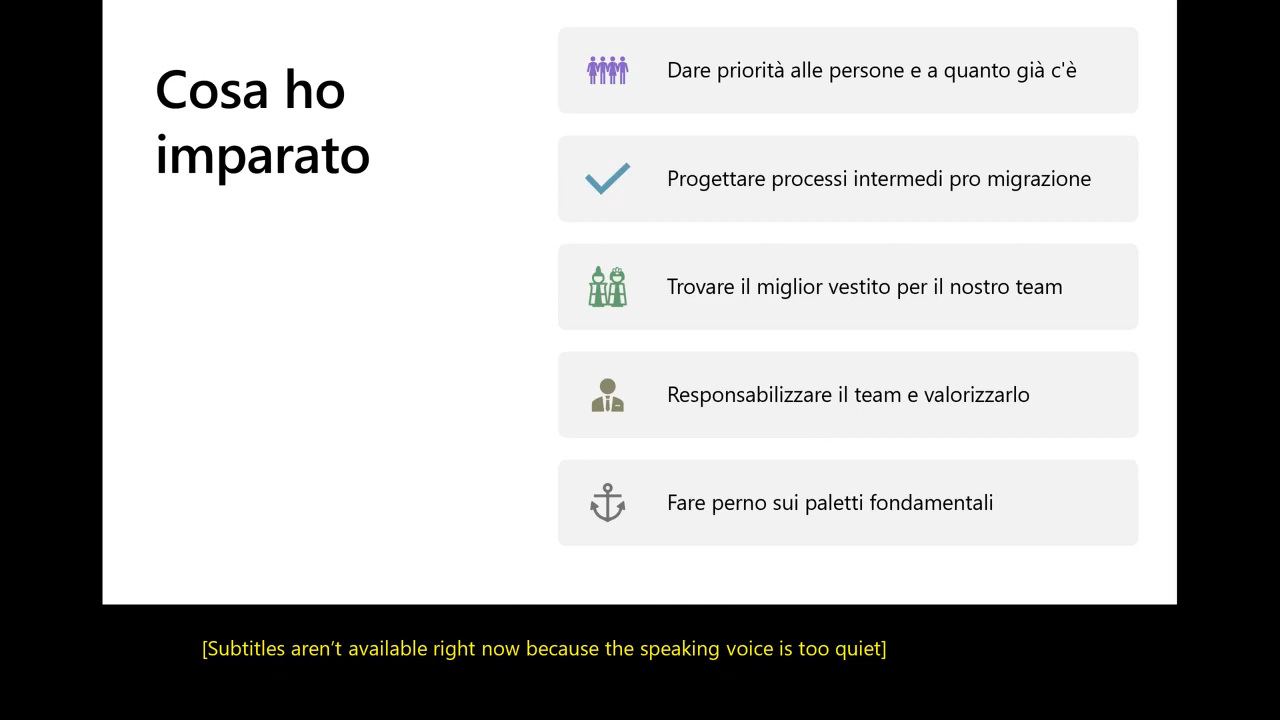 Cosa ho
imparato
Dare priorità alle persone e a quanto già c'è
Progettare processi intermedi pro migrazione
Trovare il miglior vestito per il nostro team
Responsabilizzare il team e valorizzarlo
Fare perno sui paletti fondamentali
[Subtitles aren’t available right now because the speaking voice is too quiet]